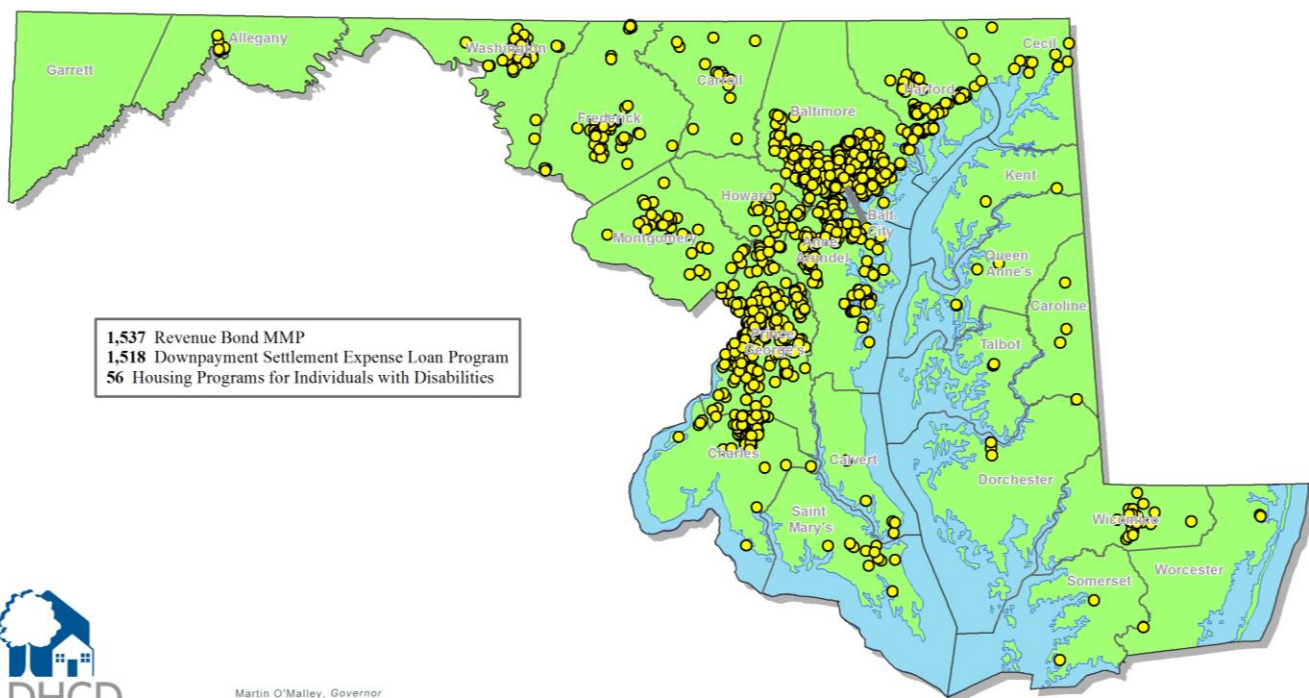 Garrett
Allegany
Washington
Frederick
Carroll
Baltimore
Harford
Cecil
Kent
Howard
Montgomery
Balt.
City
Anne
Arundel
Queen
Anne's
Caroline
Talbot
Prince
George's
1,537 Revenue Bond MMP
1,518 Downpayment Settlement Expense Loan Program
56 Housing Programs for Individuals with Disabilities
Charles
Calvert
Dorchester
Saint
Mary's
Wicomico
Somerset
Worcester
DHCD
Martin O'Malley, Governor